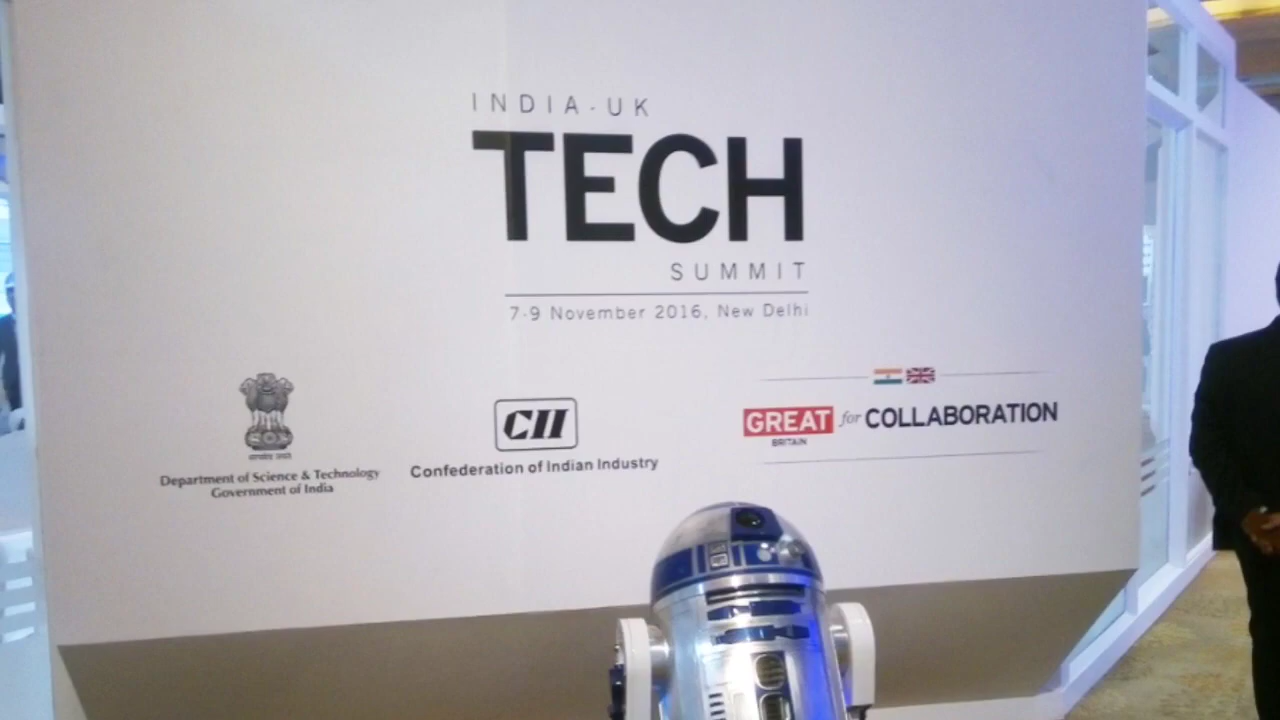 INDIA-UK
TECH
SUMMIT
7-9 November 2016, New Delhi
Department of Science & Technology
Government of India
CII
Confederation of Indian Industry
GREAT for COLLABORATION
BRITAIN